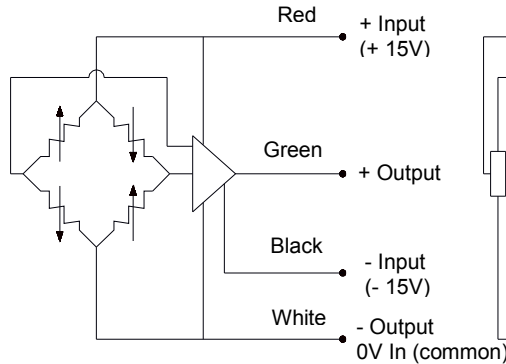 Red
+ Input
(+ 15V)
Green
+ Output
Black
- Input
(- 15V)
White
- Output
0V In (common)